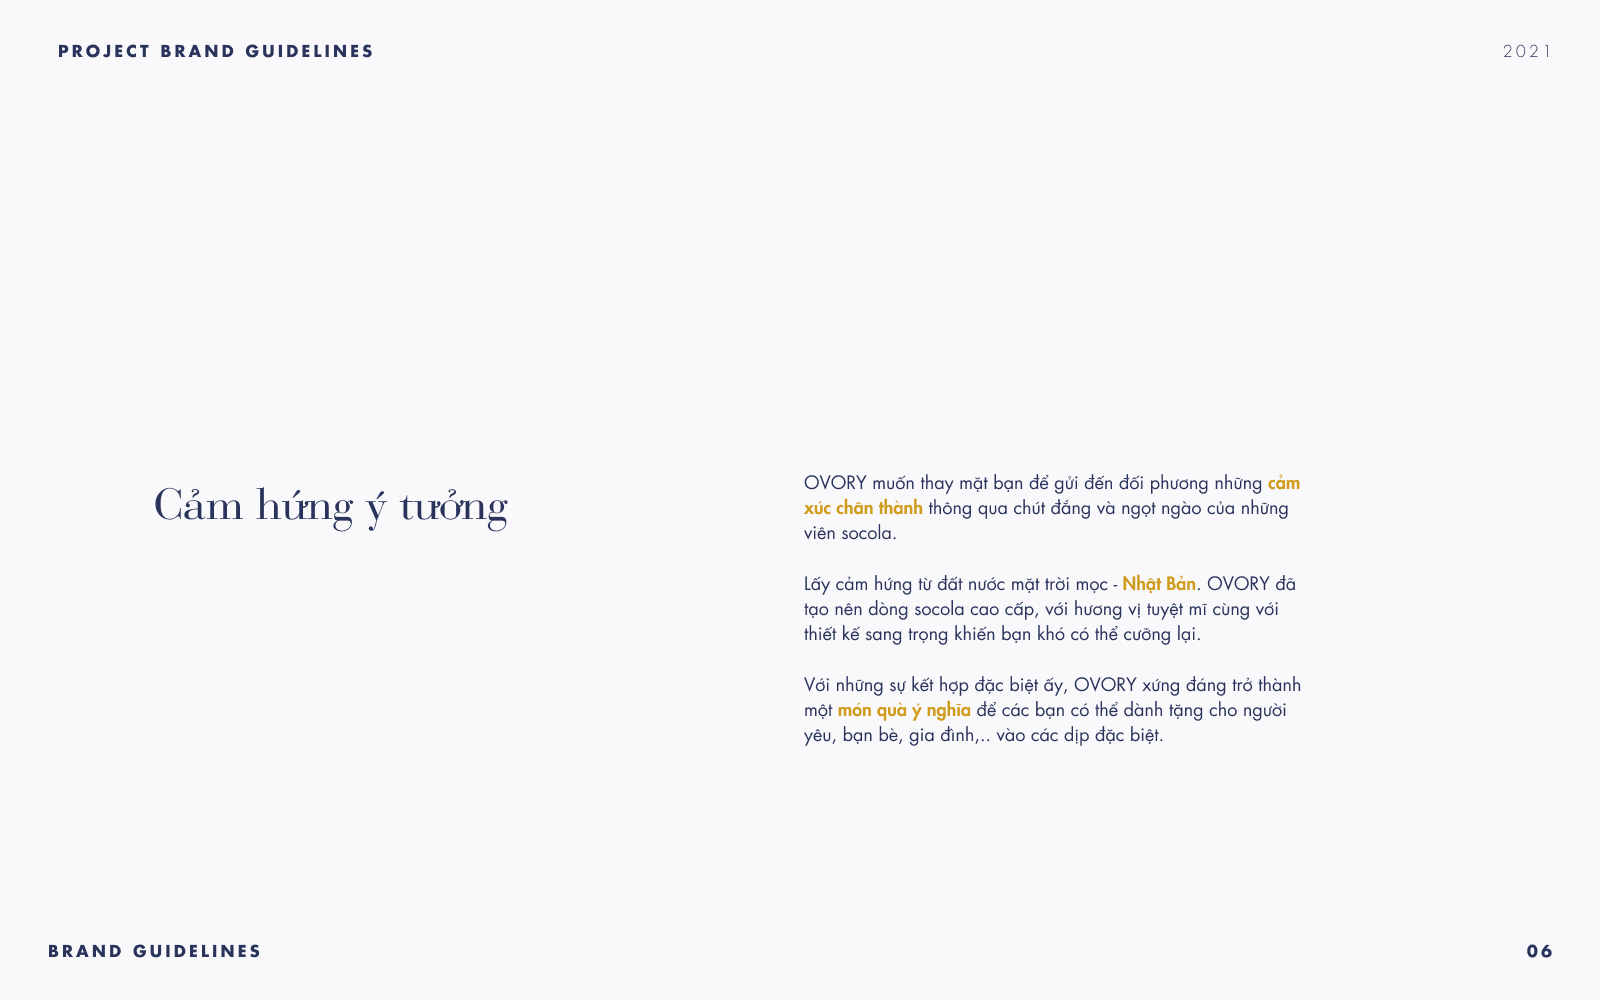 PROJECT BRAND GUIDELINES
2021
Cảm hứng ý tưởng
OVORY muốn thay mặt bạn để gửi đến đối phương những cảm
xúc chân thành thông qua chút đắng và ngọt ngào của những
viên socola.
Lấy cảm hứng từ đất nước mặt trời mọc - Nhật Bản. OVORY đã
tạo nên dòng socola cao cấp, với hương vị tuyệt mĩ cùng với
thiết kế sang trọng khiến bạn khó có thể cưỡng lại.
Với những sự kết hợp đặc biệt ấy, OVORY xứng đáng trở thành
một món quà ý nghĩa để các bạn có thể dành tặng cho người
yêu, bạn bè, gia đình,.. vào các dịp đặc biệt.
BRAND GUIDELINES
06